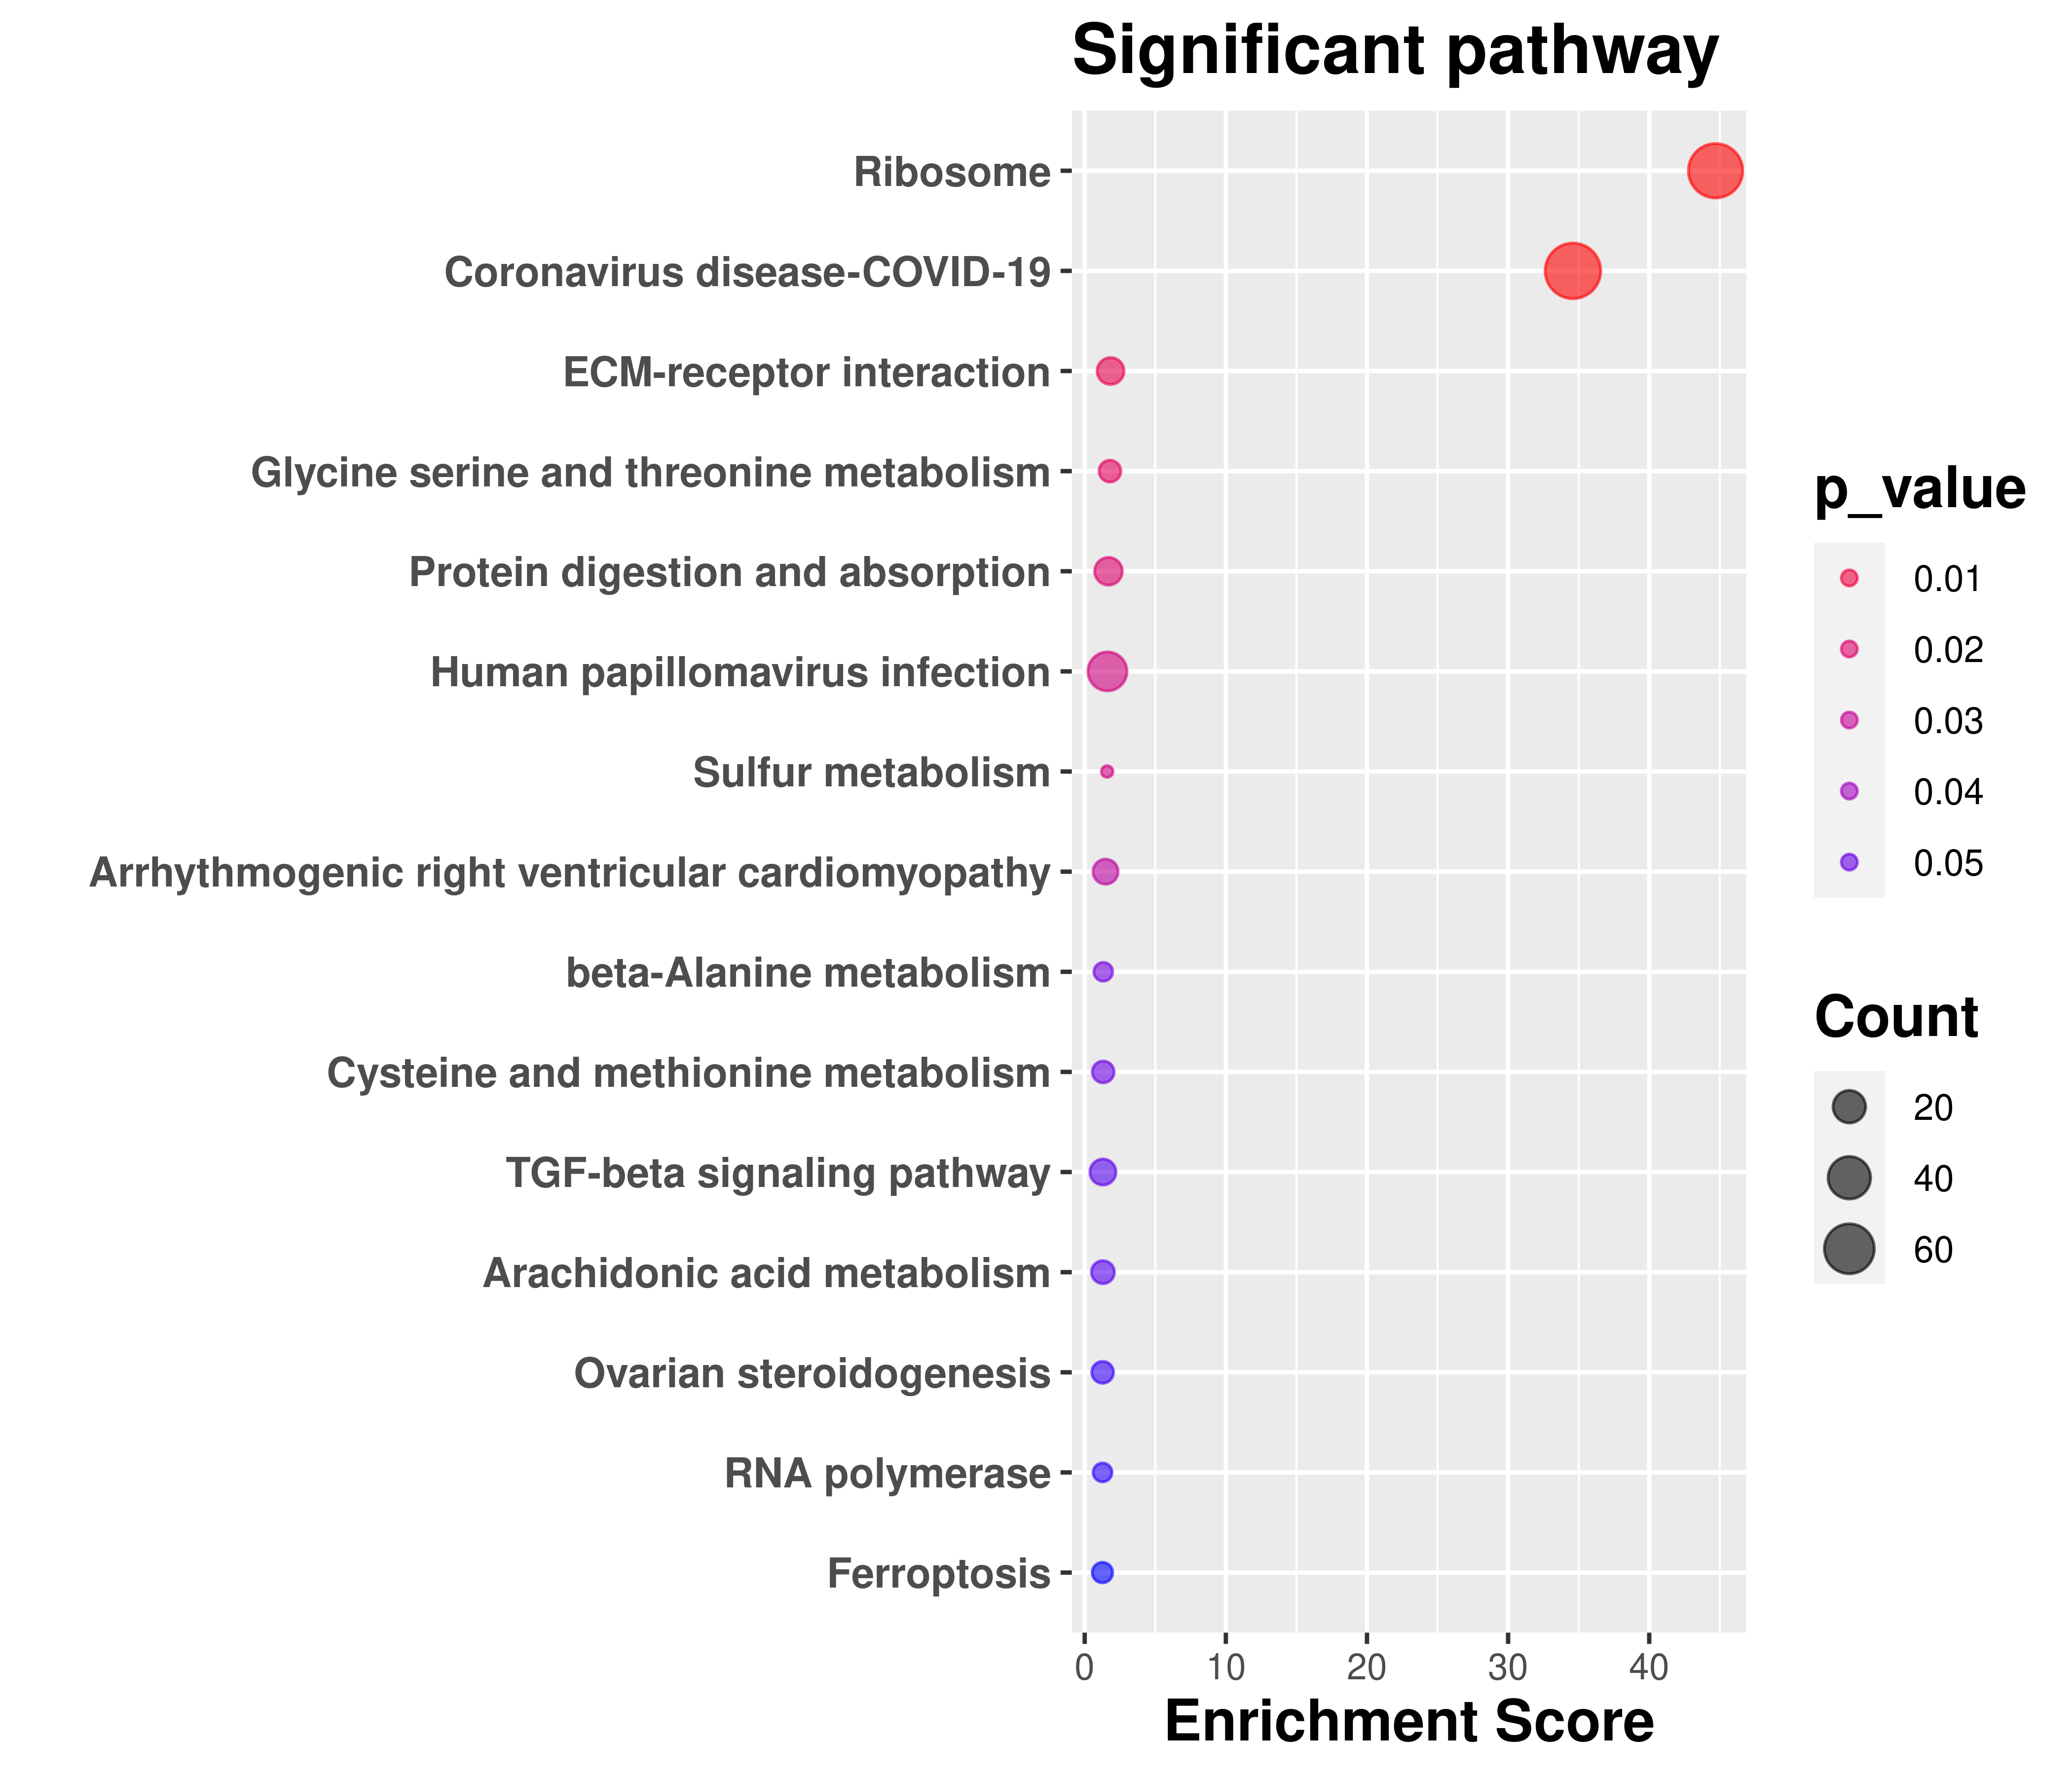 Significant pathway
Ribosome
Coronavirus disease-COVID-19
ECM-receptor interaction
Glycine serine and threonine metabolism
Protein digestion and absorption
Human papillomavirus infection
Sulfur metabolism
Arrhythmogenic right ventricular cardiomyopathy
beta-Alanine metabolism
Cysteine and methionine metabolism
TGF-beta signaling pathway
Arachidonic acid metabolism
Ovarian steroidogenesis
RNA polymerase
Ferroptosis
0 10 20 30 40
Enrichment Score
p_value
0.01
0.02
0.03
0.04
0.05
Count
20
40
60